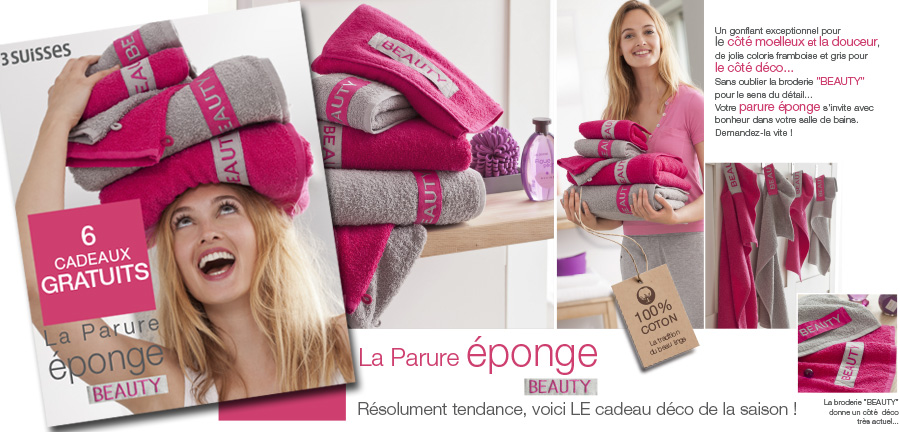 3 SUISSES
BEAUTY
BEAUTY
BEAUTY
6
CADEAUX
GRATUITS
La Parure
éponge
BEAUTY
BEAUTY
BEAUTY
BEAUTY
Un gonflant exceptionnel pour
le côté moelleux et la douceur,
de jolis coloris framboise et gris pour
le côté déco...
Sans oublier la broderie "BEAUTY"
pour le sens du détail...
Votre parure éponge s'invite avec
bonheur dans votre salle de bains.
Demandez-la vite !
100%
COTON
La tradition
du beau linge
BEAUTY
BEAUTY
La Parure éponge
BEAUTY
Résolument tendance, voici LE cadeau déco de la saison !
La broderie "BEAUTY"
donne un côté déco
très actuel...